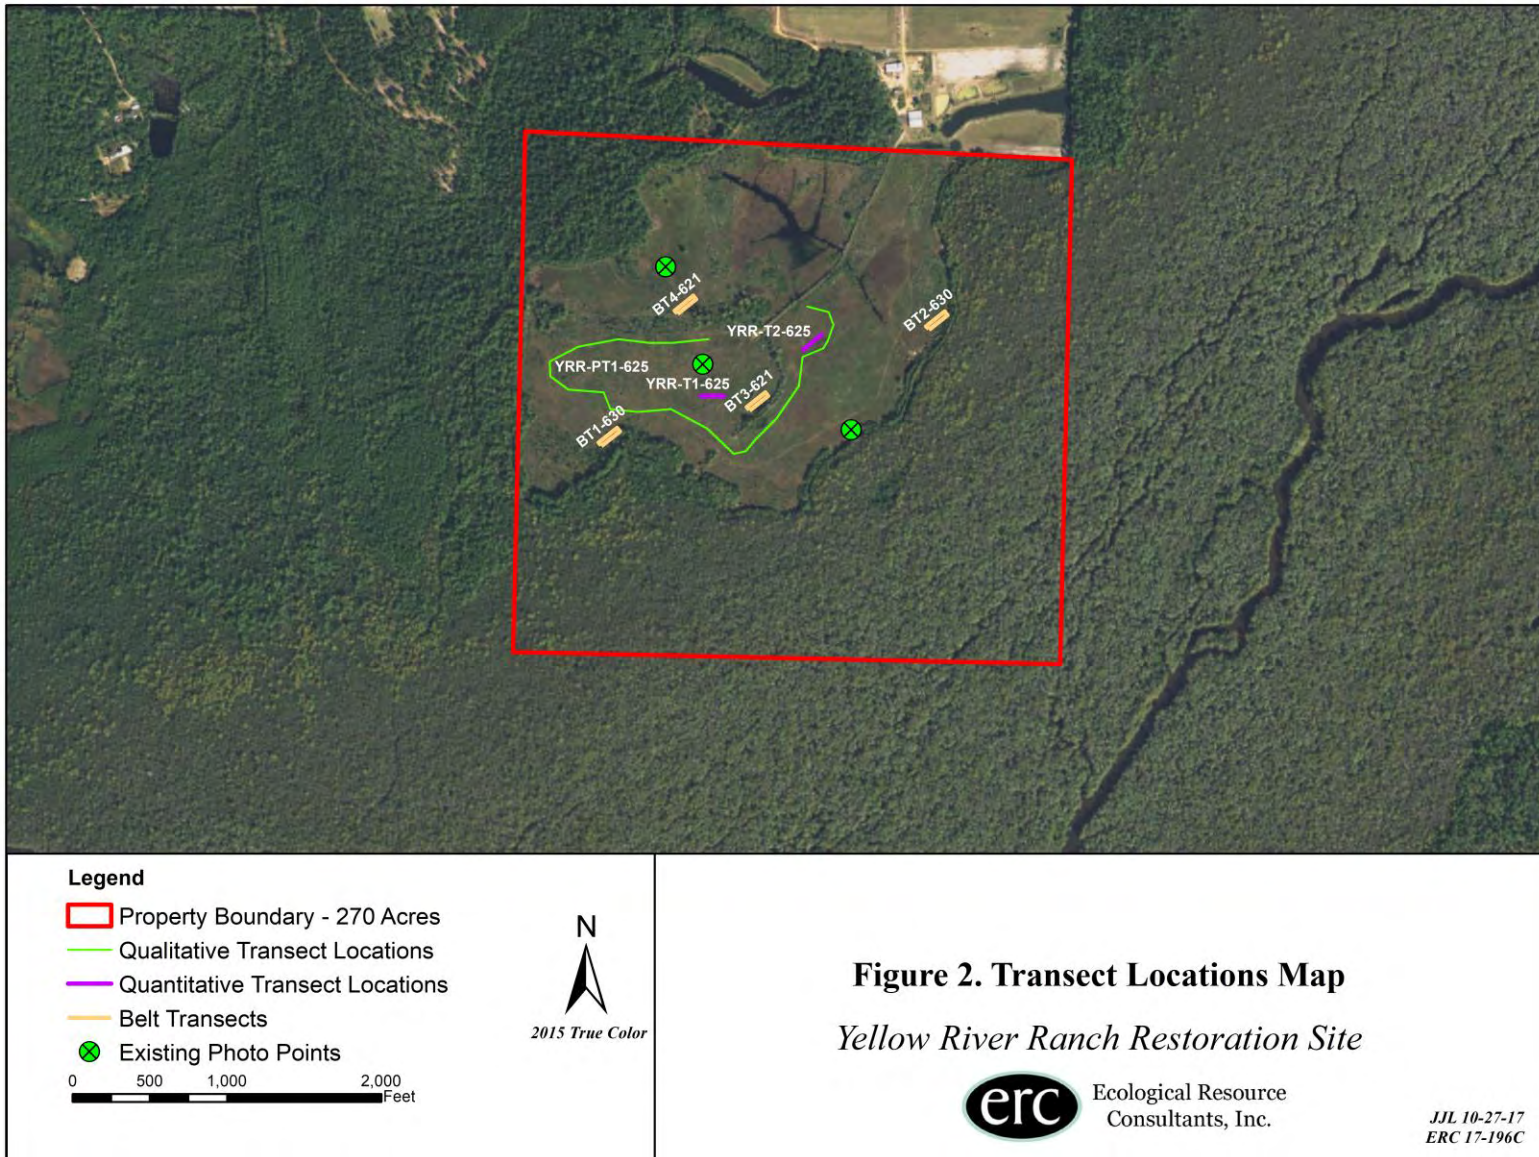 BT4-621
BT2-630
YRR-T2-625
YRR-PT1-625
YRR-T1-625
BT3-621
BT1-630
Legend
Property Boundary - 270 Acres
Qualitative Transect Locations
Quantitative Transect Locations
Belt Transects
Existing Photo Points
0 500 1,000 2,000
Feet
N
2015 True Color
Figure 2. Transect Locations Map
Yellow River Ranch Restoration Site
erc
Ecological Resource
Consultants, Inc.
JJL 10-27-17
ERC 17-196C